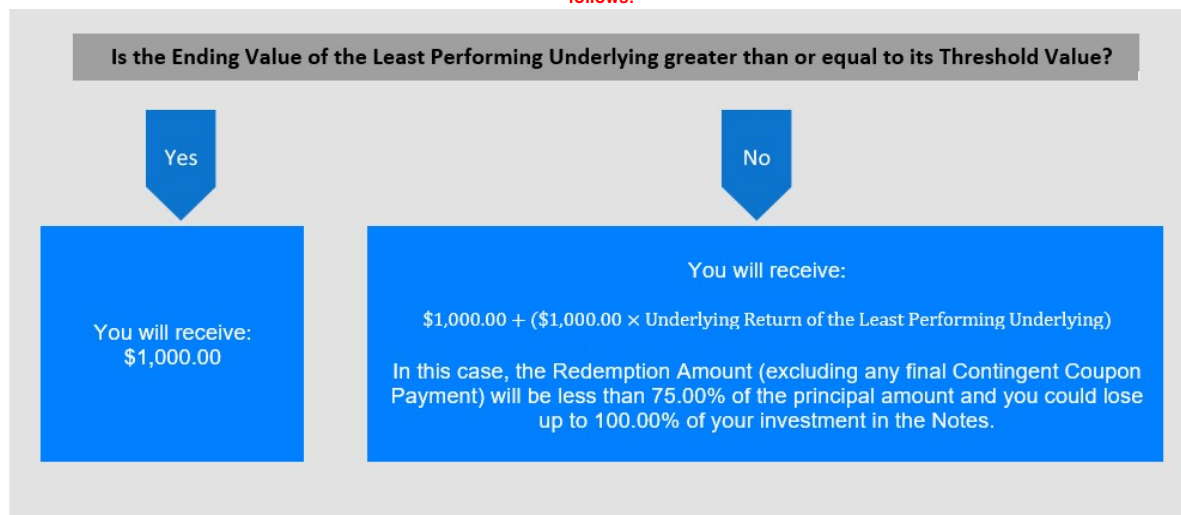 follows:
Is the Ending Value of the Least Performing Underlying greater than or equal to its Threshold Value?
Yes
No
You will receive:
$1,000.00
You will receive:
$1,000.00 + ($1,000.00 × Underlying Return of the Least Performing Underlying)
In this case, the Redemption Amount (excluding any final Contingent Coupon
Payment) will be less than 75.00% of the principal amount and you could lose
up to 100.00% of your investment in the Notes.